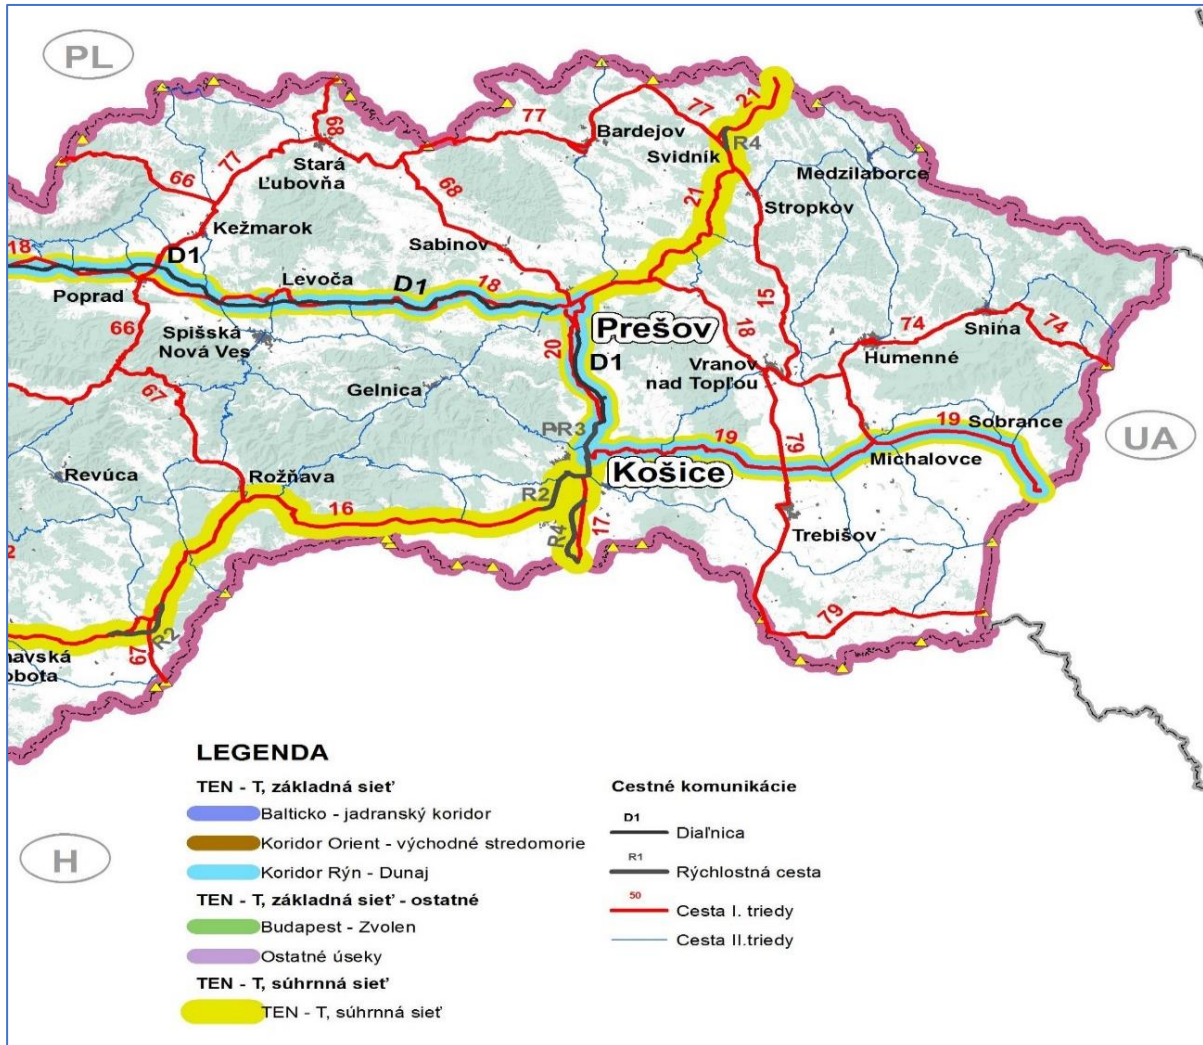 PL
77
68
77
21
Bardejov
R4
Svidník
Stará
Ľubovňa
66
77
68
21
Medzilaborce
Stropkov
Kežmarok
18
D1
Sabinov
Levoča
D1
18
Poprad
15
66
Spišská
Nová Ves
Prešov
20
D1
18
74
Snina
74
Humenné
Vranov
nad Topľou
Gelnica
67
PR3
19
79
19
Sobrance
UA
Michalovce
Košice
Revúca
Rožňava
R2
16
17
R4
Trebišov
2
R2
79
67
navská
obota
LEGENDA
TEN - T, základná sieť
Balticko - jadranský koridor
Koridor Orient - východné stredomorie
Koridor Rýn - Dunaj
TEN - T, základná sieť - ostatné
Budapest - Zvolen
Ostatné úseky
TEN - T, súhrnná sieť
TEN - T, súhrnná sieť
Cestné komunikácie
D1
Diaľnica
R1
Rýchlostná cesta
50
Cesta I. triedy
Cesta II.triedy
H